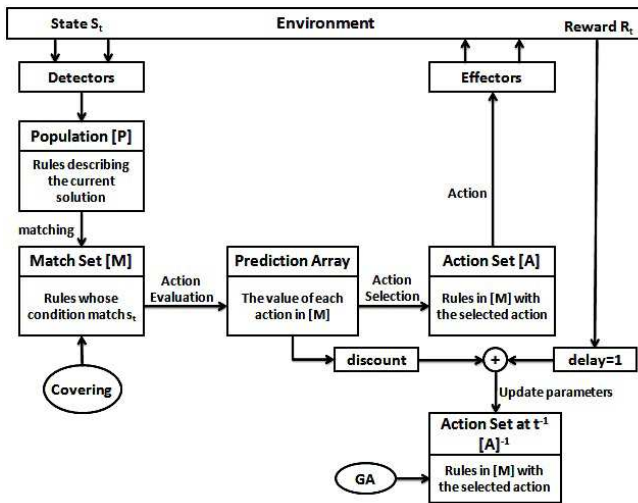 State St
Environment
Reward Rt
Detectors
Effectors
Population [P]
Rules describing
the current
solution
Action
matching
Match Set [M]
Rules whose
condition match st
Action
Evaluation
Prediction Array
The value of each
action in [M]
Action
Selection
Action Set [A]
Rules in [M] with
the selected action
Covering
discount
+
delay=1
Update parameters
Action Set at t-1
[A]-1
Rules in [M] with
the selected action
GA